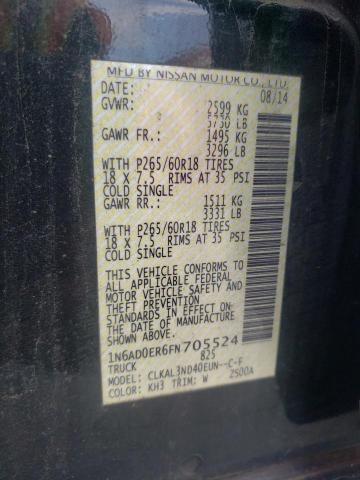 MFD BY NISSAN MOTOR CO., LTD.
DATE: 08/14
GVWR: 2599 KG
5730 LB
GAWR FR.: 1495 KG
3296 LB
WITH P265/60R18 TIRES
18 X 7.5 RIMS AT 35 PSI
COLD SINGLE
GAWR RR.: 1511 KG
3331 LB
WITH P265/60R18 TIRES
18 X 7.5 RIMS AT 35 PSI
COLD SINGLE
THIS VEHICLE CONFORMS TO
ALL APPLICABLE FEDERAL
MOTOR VEHICLE SAFETY AND
THEFT PREVENTION
STANDARDS IN EFFECT ON
THE DATE OF MANUFACTURE
SHOWN ABOVE.
1N6AD0ER6FN705524
TRUCK 825
MODEL: CLKAL3ND40EUN--C-F
COLOR: KH3 TRIM: W 2500A